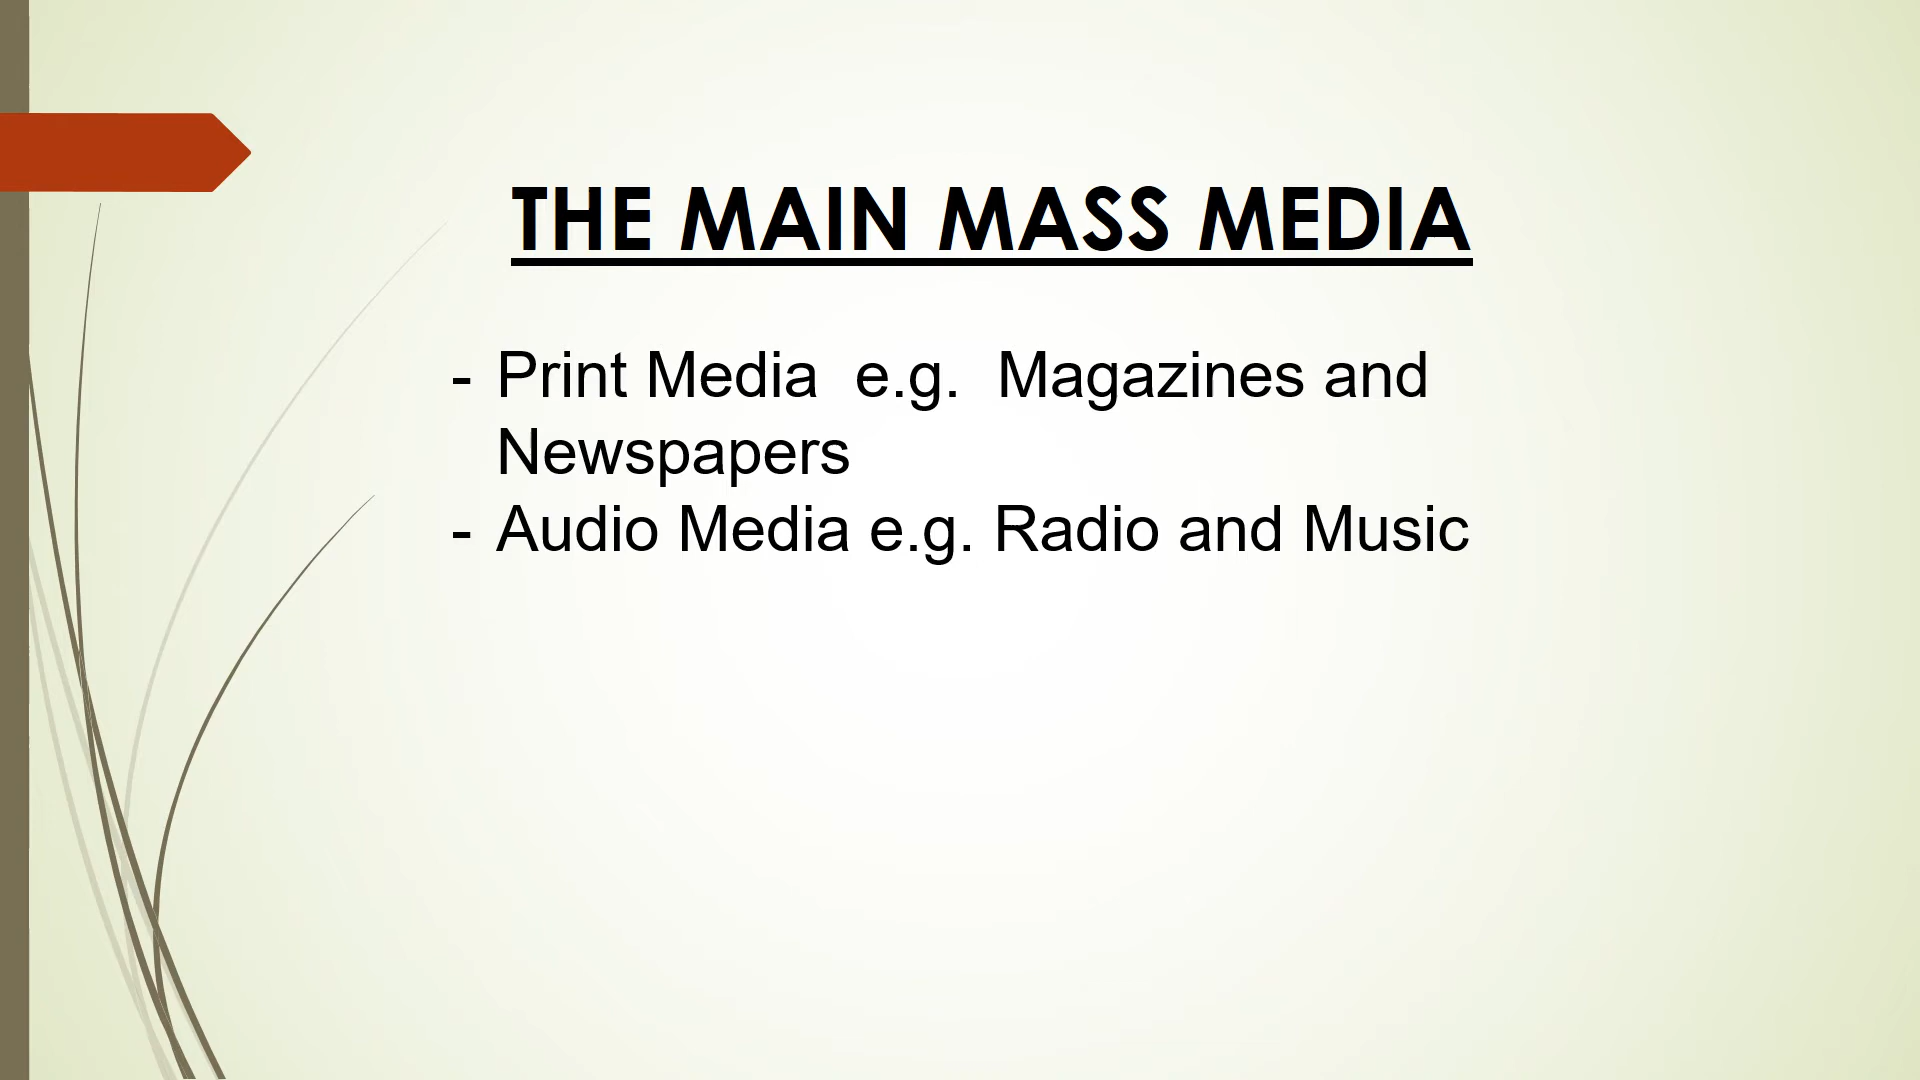 THE MAIN MASS MEDIA
- Print Media  e.g.  Magazines and
Newspapers
- Audio Media e.g. Radio and Music